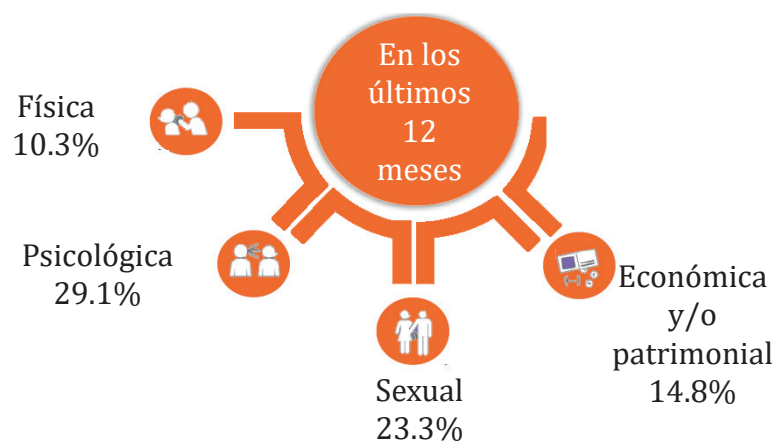 En los
últimos
12
meses
Física
10.3%
Psicológica
29.1%
Sexual
23.3%
Económica
y/o
patrimonial
14.8%